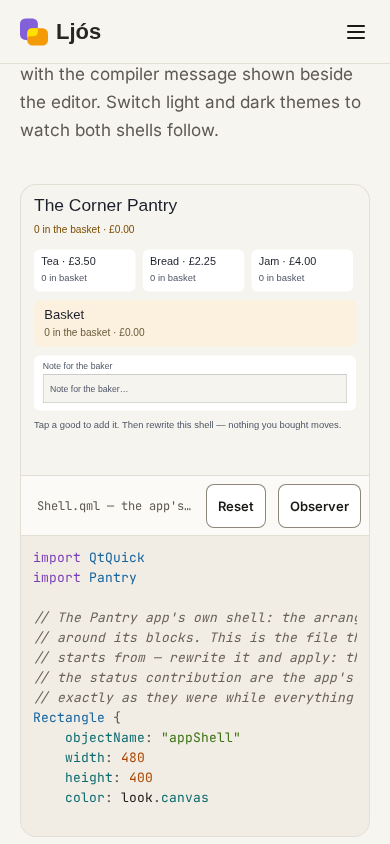 Ljós
with the compiler message shown beside
the editor. Switch light and dark themes to
watch both shells follow.
The Corner Pantry
0 in the basket · £0.00
Tea · £3.50
0 in basket
Bread · £2.25
0 in basket
Jam · £4.00
0 in basket
Basket
0 in the basket · £0.00
Note for the baker
Note for the baker…
Tap a good to add it. Then rewrite this shell — nothing you bought moves.
Shell.qml — the app's…
Reset
Observer
import QtQuick
import Pantry
// The Pantry app's own shell: the arrang
// around its blocks. This is the file th
// starts from — rewrite it and apply: th
// the status contribution are the app's
// exactly as they were while everything
Rectangle {
    objectName: "appShell"
    width: 480
    height: 400
    color: look.canvas